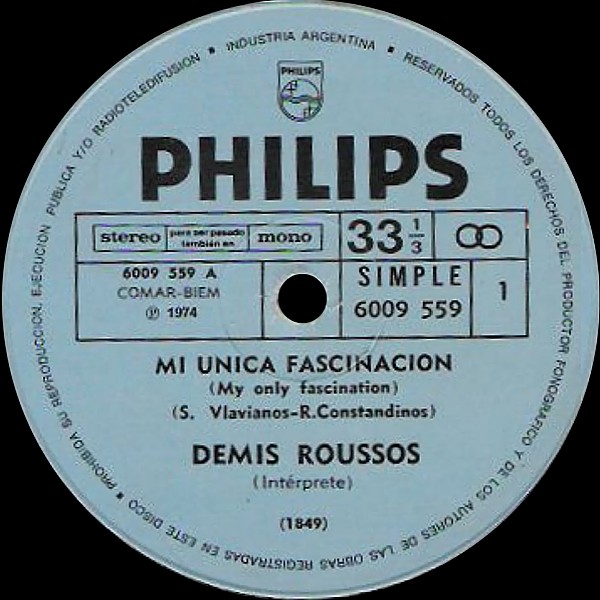 INDUSTRIA ARGENTINA ▪ RESERVADOS TODOS LOS DERECHOS DEL PRODUCTOR FONOGRAFICO Y DE LOS AUTORES DE LAS OBRAS REGISTRADAS EN ESTE DISCO ▪ PROHIBIDA SU REPRODUCCION, EJECUCION PUBLICA Y/O RADIOTELEDIFUSION ▪
PHILIPS
PHILIPS
stereo para ser pasado también en mono 33 1/3
6009 559 A
COMAR-BIEM
℗ 1974
SIMPLE
6009 559
1
MI UNICA FASCINACION
(My only fascination)
(S. Vlavianos-R.Constandinos)
DEMIS ROUSSOS
(Intérprete)
(1849)